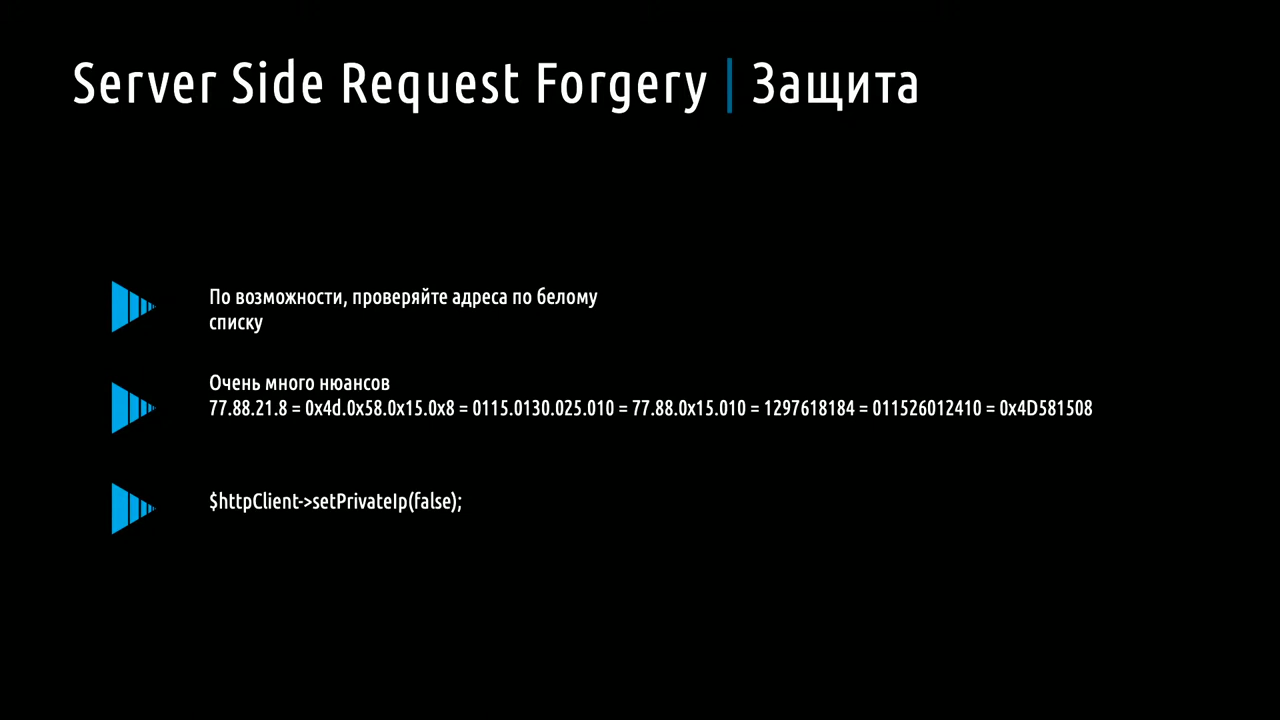 Server Side Request Forgery | Защита
По возможности, проверяйте адреса по белому
списку
Очень много нюансов
77.88.21.8 = 0x4d.0x58.0x15.0x8 = 0115.0130.025.010 = 77.88.0x15.010 = 1297618184 = 011526012410 = 0x4D581508
$httpClient->setPrivateIp(false);